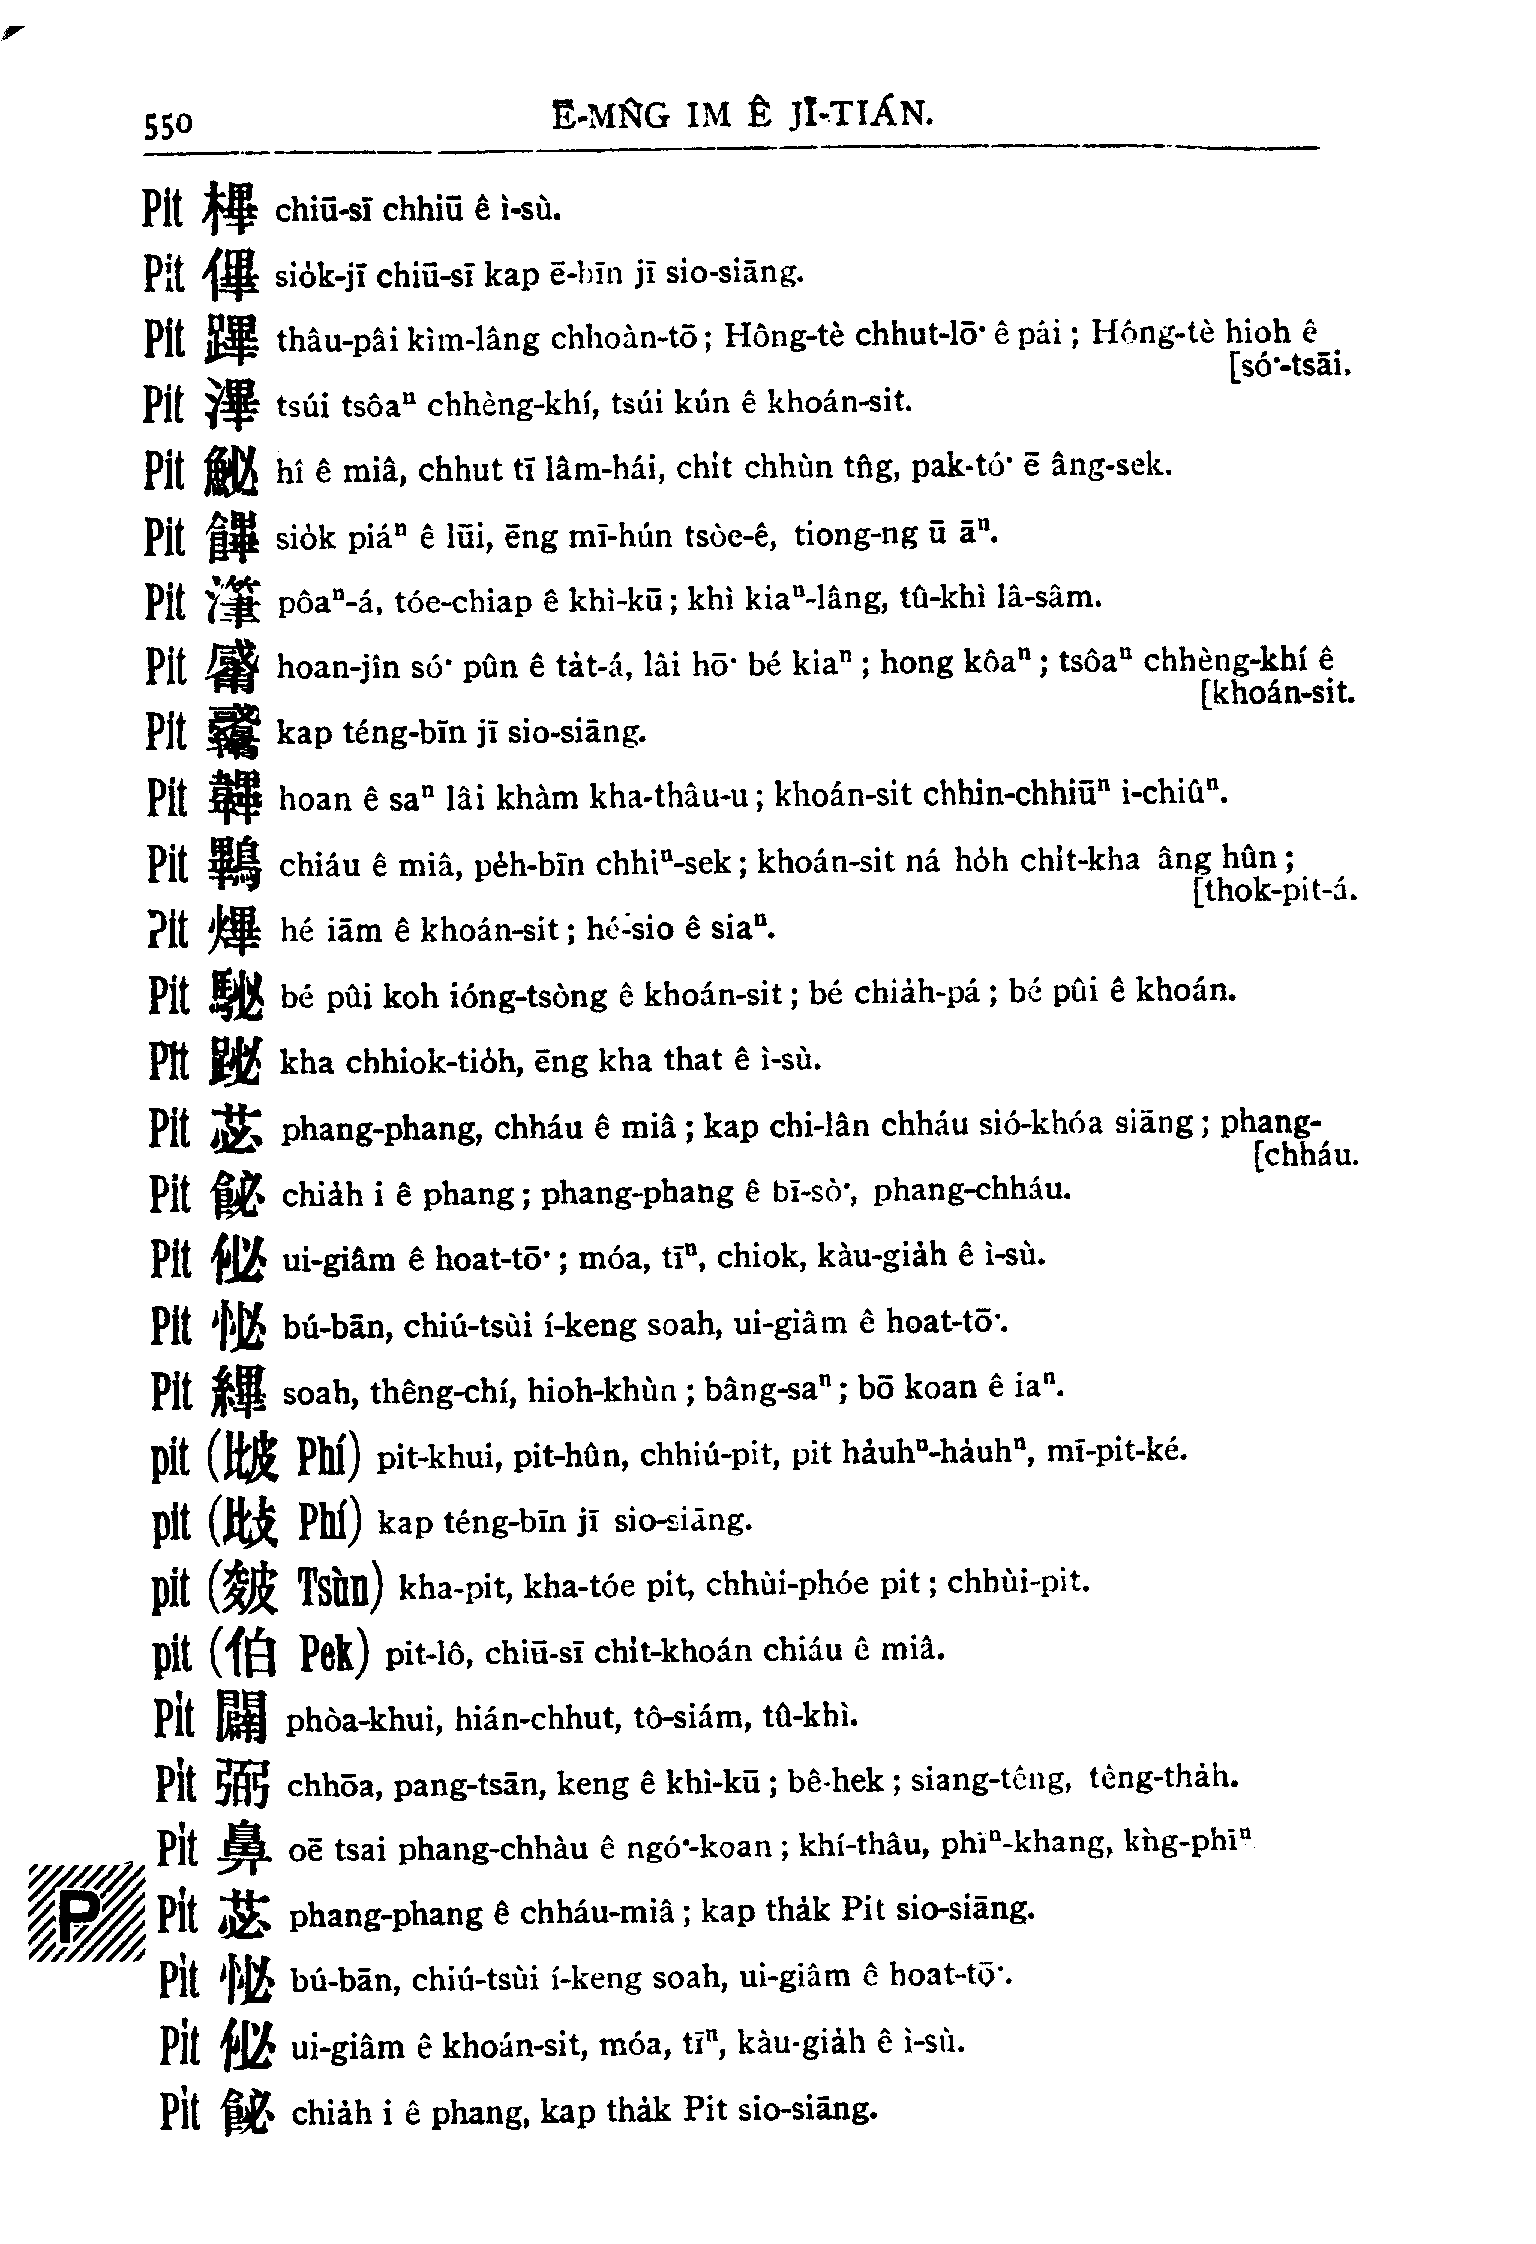 550 Ē-MN̂G IM Ê JĪ-TIÁN.
Pit 樺 chiū-sī chhiū ê ì-sù.
Pit 㑻 sio̍k-jī chiū-sī kap ē-bīn jī sio-siāng.
Pit 蹕 thâu-pâi kìm-lâng chhoàn-tō; Hông-tè chhut-lō͘ ê pái; Hông-tè hioh ê
[só͘-tsāi.
Pit 滭 tsúi tsôaⁿ chhèng-khí, tsúi kún ê khoán-sit.
Pit 鮅 hî ê miâ, chhut tī lâm-hái, chi̍t chhùn tn̂g, pak-tó͘ ē âng-sek.
Pit 饆 sio̍k piáⁿ ê lūi, ēng mī-hún tsòe-ê, tiong-ng ū āⁿ.
Pit pôaⁿ-á, tóe-chiap ê khì-kū; khì kiaⁿ-lâng, tû-khì lâ-sâm.
Pit hoan-jîn só͘ pûn ê ta̍t-á, lâi hō͘ bé kiaⁿ; hong kôaⁿ; tsôaⁿ chhèng-khí ê
[khoán-sit.
Pit kap téng-bīn jī sio-siāng.
Pit 韠 hoan ê saⁿ lâi khàm kha-thâu-u; khoán-sit chhin-chhiūⁿ i-chiûⁿ.
Pit 鷝 chiáu ê miâ, pe̍h-bīn chhiⁿ-sek; khoán-sit ná ho̍h chi̍t-kha âng hûn;
[thok-pit-á.
Pit 熚 hé iām ê khoán-sit; hé-sio ê siaⁿ.
Pit 駜 bé pûi koh ióng-tsòng ê khoán-sit; bé chia̍h-pá; bé pûi ê khoán.
Pit 䟆 kha chhiok-tio̍h, ēng kha that ê ì-sù.
Pit 苾 phang-phang, chháu ê miâ; kap chi-lân chháu sió-khóa siāng; phang-
[chháu.
Pit 飶 chia̍h i ê phang; phang-phang ê bī-sò͘, phang-chháu.
Pit 佖 ui-giâm ê hoat-tō͘; móa, tīⁿ, chiok, kàu-gia̍h ê ì-sù.
Pit 怭 bú-bān, chiú-tsùi í-keng soah, ui-giâm ê hoat-tō͘.
Pit 縪 soah, thêng-chí, hioh-khùn; bâng-saⁿ; bō koan ê iaⁿ.
pit (㿫 Phí) pit-khui, pit-hûn, chhiú-pit, pit ha̍uhⁿ-ha̍uhⁿ, mī-pit-ké.
pit (㩻 Phí) kap téng-bīn jī sio-siāng.
pit (皴 Tsùn) kha-pit, kha-tóe pit, chhùi-phóe pit; chhùi-pit.
pit (伯 Pek) pit-lô, chiū-sī chi̍t-khoán chiáu ê miâ.
Pi̍t 闢 phòa-khui, hián-chhut, tô-siám, tû-khì.
Pi̍t 弼 chhōa, pang-tsān, keng ê khì-kū; bê-hek; siang-têng, têng-tha̍h.
Pi̍t 鼻 oē tsai phang-chhàu ê ngó͘-koan; khí-thâu, phīⁿ-khang, kǹg-phīⁿ
Pi̍t 苾 phang-phang ê chháu-miâ; kap tha̍k Pit sio-siāng.
Pi̍t 怭 bú-bān, chiú-tsùi í-keng soah, ui-giâm ê hoat-tō͘.
Pi̍t 佖 ui-giâm ê khoán-sit, móa, tīⁿ, kàu-gia̍h ê ì-sù.
Pi̍t 飶 chia̍h i ê phang, kap tha̍k Pit sio-siāng.
P